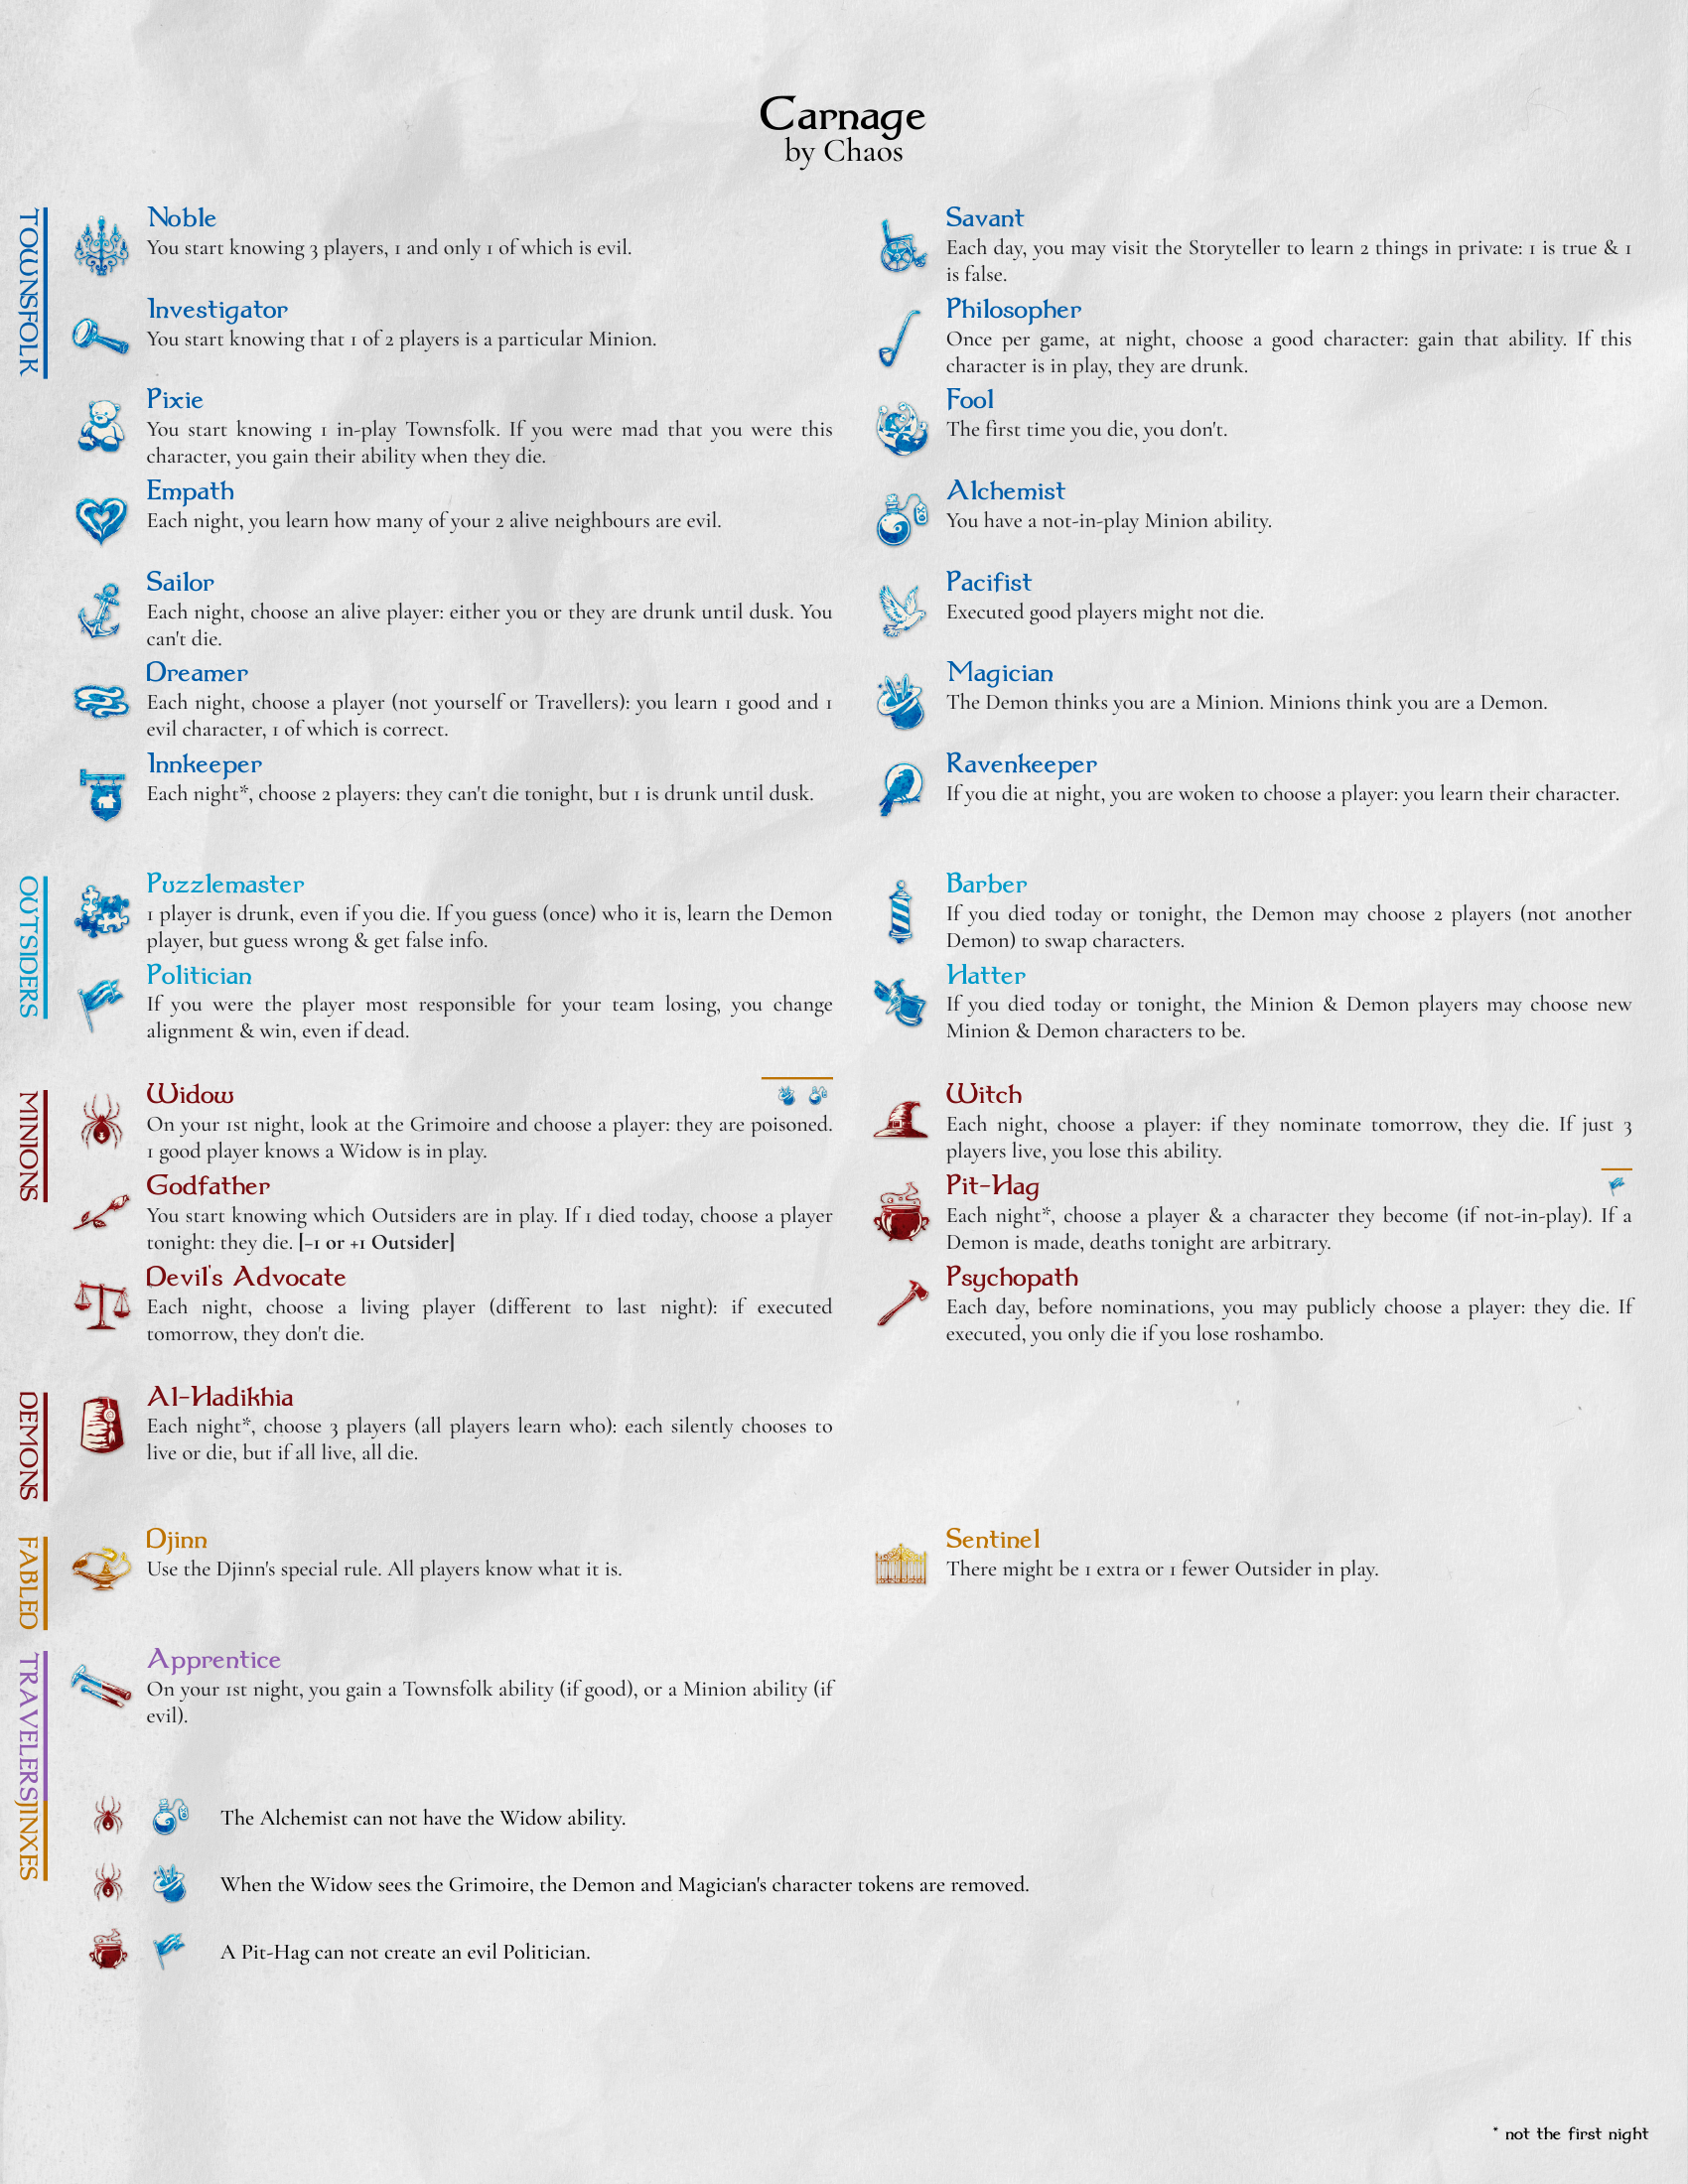 Carnage
by Chaos
TOWNSFOLK
Noble
You start knowing 3 players, 1 and only 1 of which is evil.
Investigator
You start knowing that 1 of 2 players is a particular Minion.
Pixie
You start knowing 1 in-play Townsfolk. If you were mad that you were this
character, you gain their ability when they die.
Empath
Each night, you learn how many of your 2 alive neighbours are evil.
Sailor
Each night, choose an alive player: either you or they are drunk until dusk. You
can't die.
Dreamer
Each night, choose a player (not yourself or Travellers): you learn 1 good and 1
evil character, 1 of which is correct.
Innkeeper
Each night*, choose 2 players: they can't die tonight, but 1 is drunk until dusk.
Savant
Each day, you may visit the Storyteller to learn 2 things in private: 1 is true & 1
is false.
Philosopher
Once per game, at night, choose a good character: gain that ability. If this
character is in play, they are drunk.
Fool
The first time you die, you don't.
Alchemist
You have a not-in-play Minion ability.
Pacifist
Executed good players might not die.
Magician
The Demon thinks you are a Minion. Minions think you are a Demon.
Ravenkeeper
If you die at night, you are woken to choose a player: you learn their character.
OUTSIDERS
Puzzlemaster
1 player is drunk, even if you die. If you guess (once) who it is, learn the Demon
player, but guess wrong & get false info.
Politician
If you were the player most responsible for your team losing, you change
alignment & win, even if dead.
Barber
If you died today or tonight, the Demon may choose 2 players (not another
Demon) to swap characters.
Hatter
If you died today or tonight, the Minion & Demon players may choose new
Minion & Demon characters to be.
MINIONS
Widow
On your 1st night, look at the Grimoire and choose a player: they are poisoned.
1 good player knows a Widow is in play.
Godfather
You start knowing which Outsiders are in play. If 1 died today, choose a player
tonight: they die. [-1 or +1 Outsider]
Devil's Advocate
Each night, choose a living player (different to last night): if executed
tomorrow, they don't die.
Witch
Each night, choose a player: if they nominate tomorrow, they die. If just 3
players live, you lose this ability.
Pit-Hag
Each night*, choose a player & a character they become (if not-in-play). If a
Demon is made, deaths tonight are arbitrary.
Psychopath
Each day, before nominations, you may publicly choose a player: they die. If
executed, you only die if you lose roshambo.
DEMONS
Al-Hadikhia
Each night*, choose 3 players (all players learn who): each silently chooses to
live or die, but if all live, all die.
FABLED
Djinn
Use the Djinn's special rule. All players know what it is.
Sentinel
There might be 1 extra or 1 fewer Outsider in play.
TRAVELERS
Apprentice
On your 1st night, you gain a Townsfolk ability (if good), or a Minion ability (if
evil).
JINXES
The Alchemist can not have the Widow ability.
When the Widow sees the Grimoire, the Demon and Magician's character tokens are removed.
A Pit-Hag can not create an evil Politician.
* not the first night